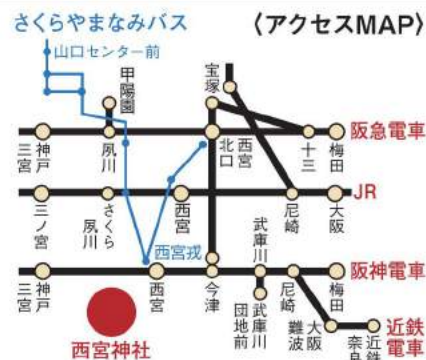 さくらやまなみバス
〈アクセスMAP〉
山口センター前
甲陽園
宝塚
阪急電車
神戸三宮
夙川
西宮北口
十三
梅田
JR
三ノ宮
さくら夙川
西宮
尼崎
大阪
西宮戎
武庫川
阪神電車
神戸三宮
西宮
今津
武庫川団地前
尼崎
梅田
大阪難波
近鉄奈良
近鉄電車
西宮神社